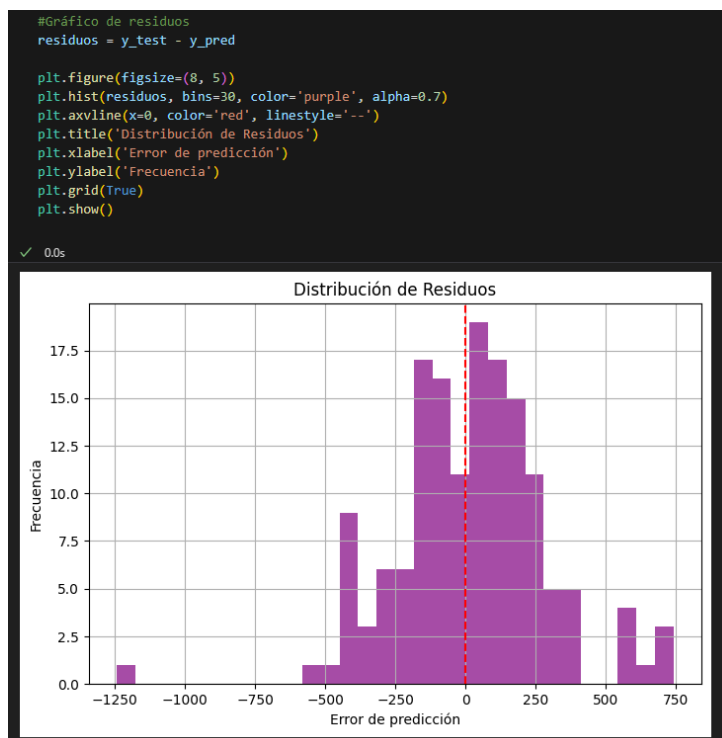 #Gráfico de residuos
residuos = y_test - y_pred
plt.figure(figsize=(8, 5))
plt.hist(residuos, bins=30, color='purple', alpha=0.7)
plt.axvline(x=0, color='red', linestyle='--')
plt.title('Distribución de Residuos')
plt.xlabel('Error de predicción')
plt.ylabel('Frecuencia')
plt.grid(True)
plt.show()
✓ 0.0s
Distribución de Residuos
17.5
15.0
12.5
10.0
7.5
5.0
2.5
0.0
Frecuencia
−1250 −1000 −750 −500 −250 0 250 500 750
Error de predicción